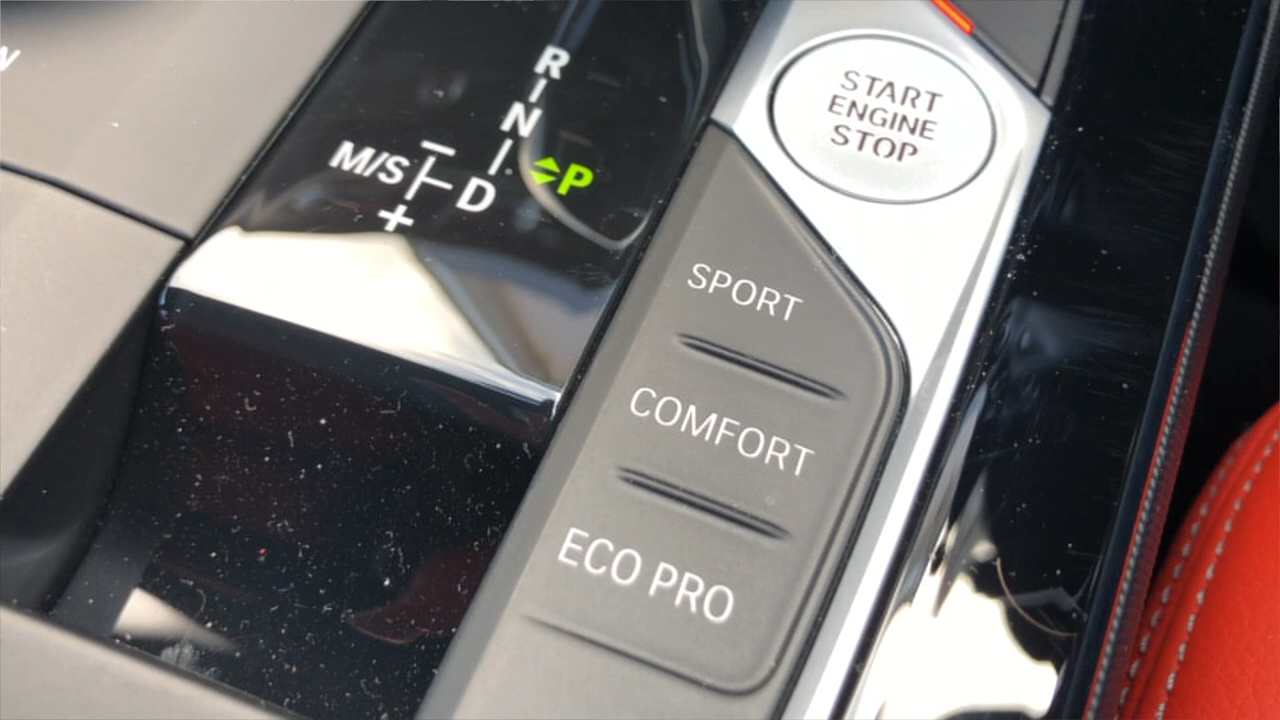 R
N
P
M/S
D
+
START
ENGINE
STOP
SPORT
COMFORT
ECO PRO